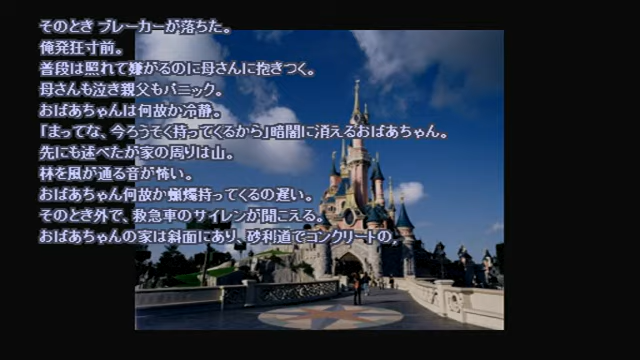 そのとき ブレーカーが落ちた。
俺発狂寸前。
普段は照れて嫌がるのに母さんに抱きつく。
母さんも泣き親父もパニック。
おばあちゃんは何故か冷静。
「まってな、今ろうそく持ってくるから」暗闇に消えるおばあちゃん。
先にも述べたが家の周りは山。
林を風が通る音が怖い。
おばあちゃん何故か蝋燭持ってくるの遅い。
そのとき外で、救急車のサイレンが聞こえる。
おばあちゃんの家は斜面にあり、砂利道でコンクリートの,